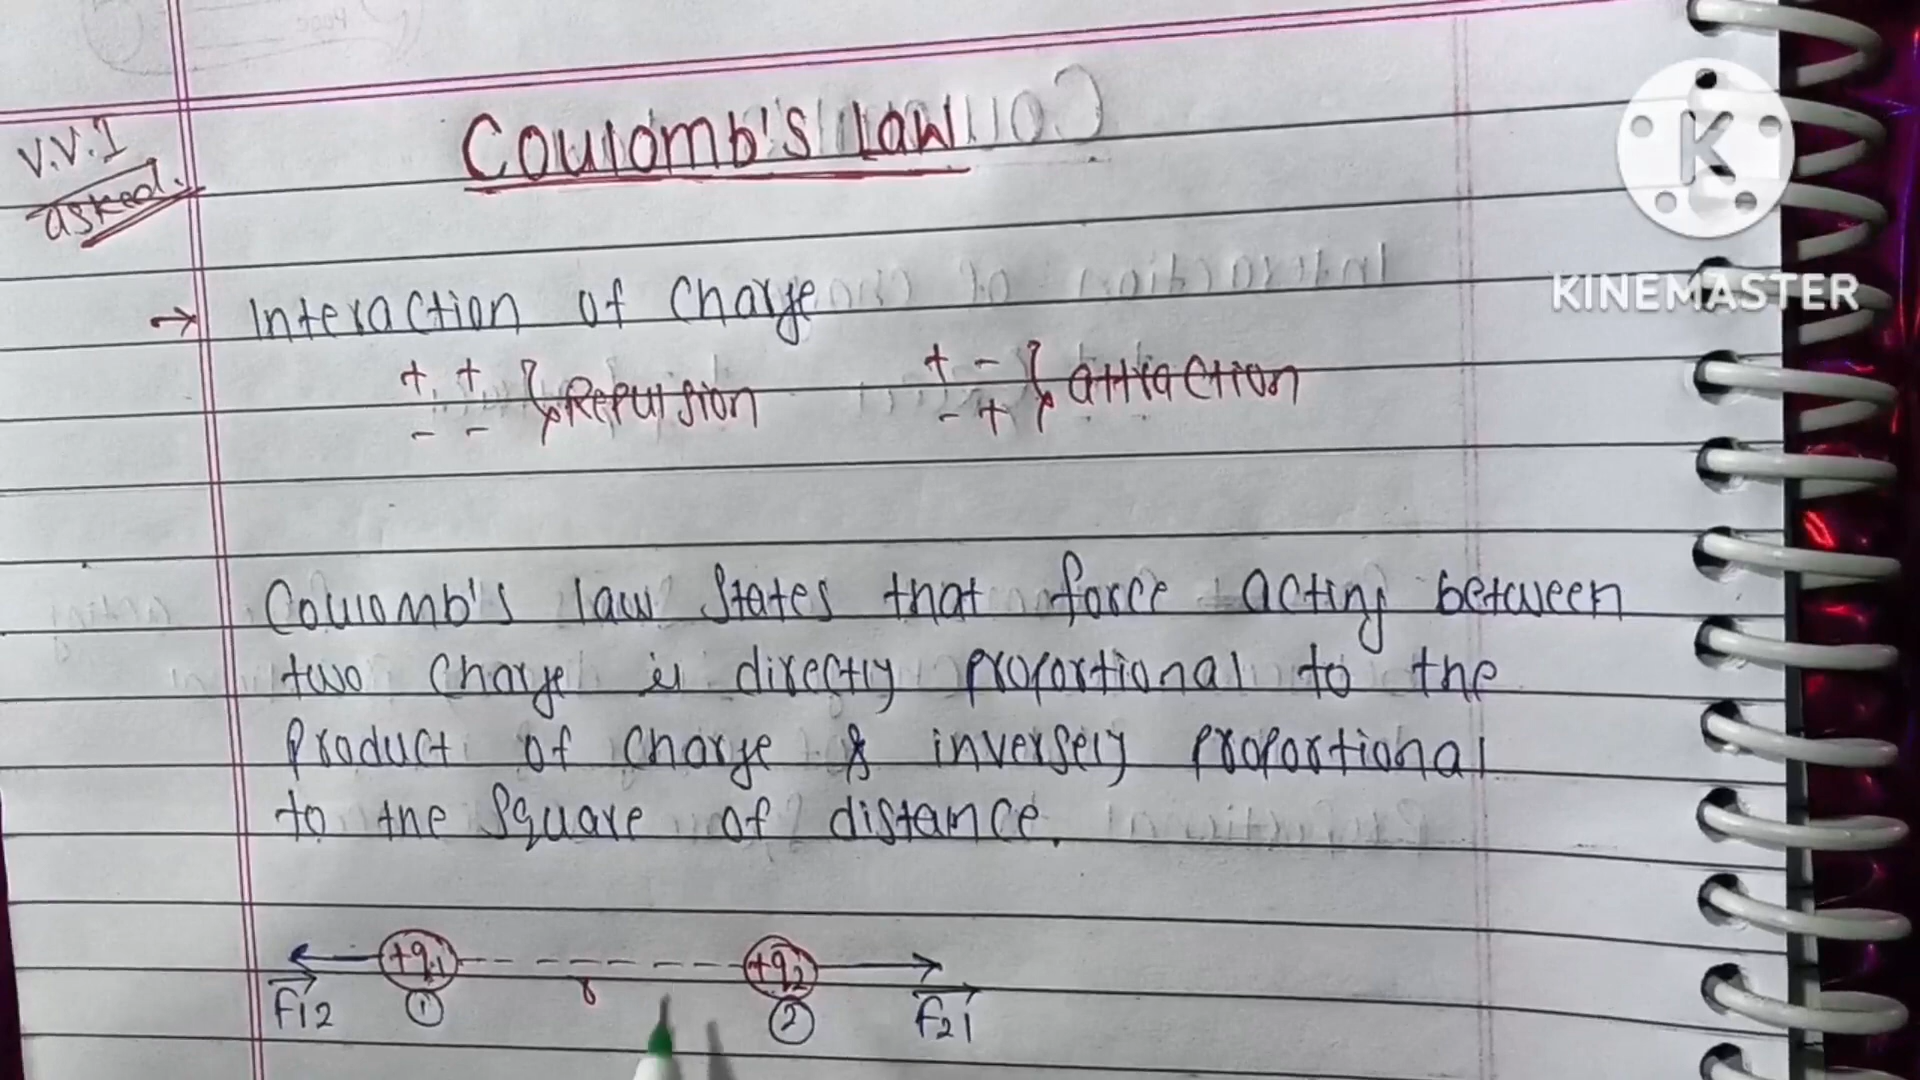 V.V.I
asked.
Coulomb's law
→ Interaction of Charge
+ + } Repulsion + - } attraction
- - - +
Coulomb's law States that force acting between
two Charge is directly proportional to the
Product of Charge & inversely proportional
to the Square of distance.
+q1 +q2
F12 1 r 2 F21
K
KINEMASTER